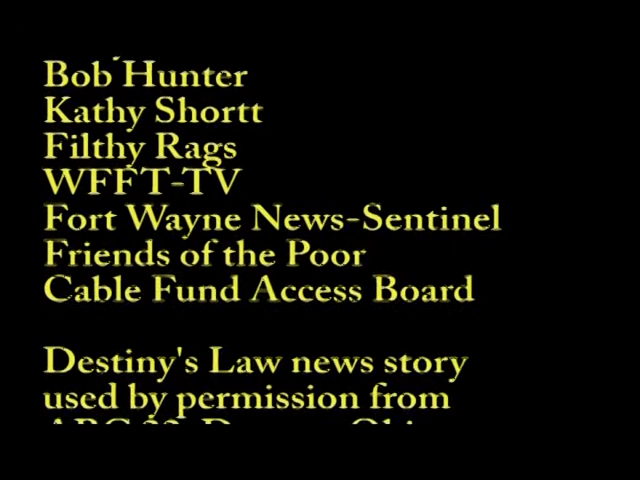 Bob Hunter
Kathy Shortt
Filthy Rags
WFFT-TV
Fort Wayne News-Sentinel
Friends of the Poor
Cable Fund Access Board
Destiny's Law news story
used by permission from